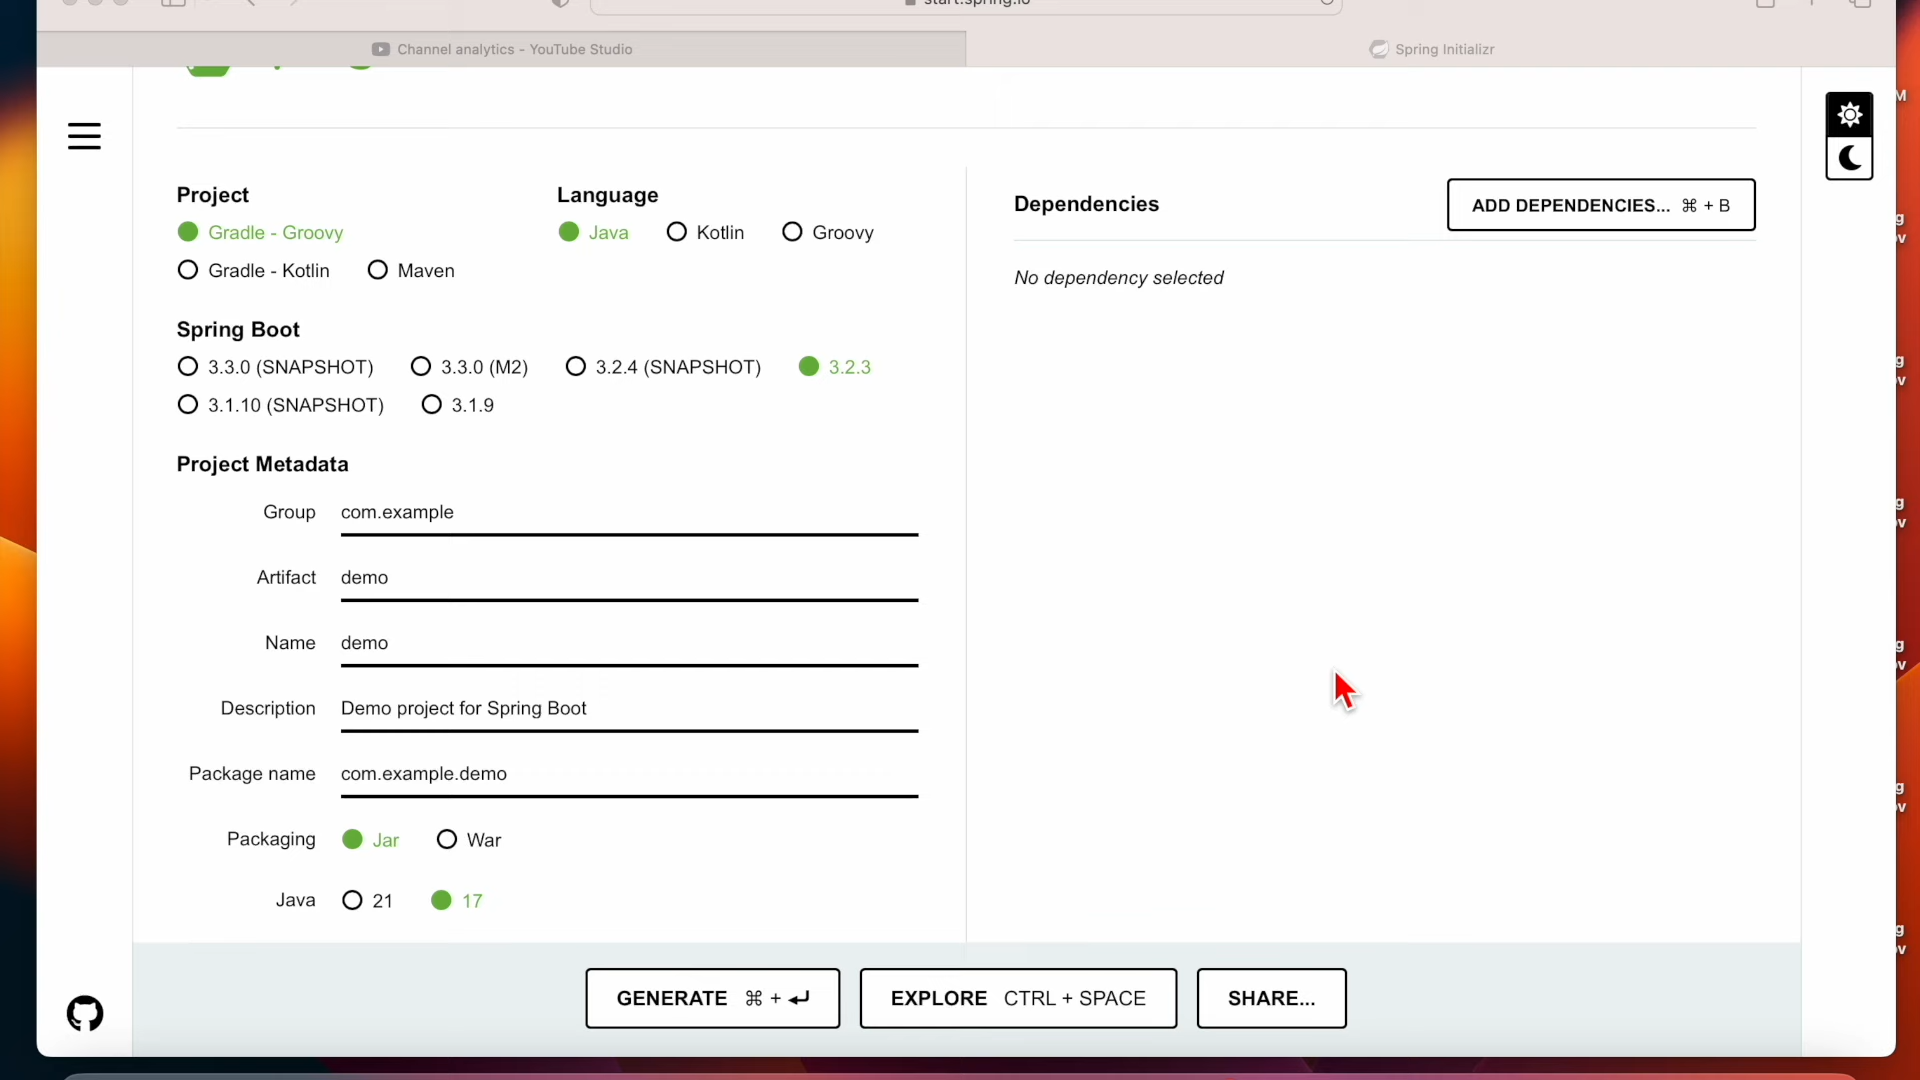 start.spring.io
Channel analytics - YouTube Studio
Spring Initializr
Project
Gradle - Groovy
Gradle - Kotlin
Maven
Language
Java
Kotlin
Groovy
Spring Boot
3.3.0 (SNAPSHOT)
3.3.0 (M2)
3.2.4 (SNAPSHOT)
3.2.3
3.1.10 (SNAPSHOT)
3.1.9
Project Metadata
Group com.example
Artifact demo
Name demo
Description Demo project for Spring Boot
Package name com.example.demo
Packaging Jar War
Java 21 17
Dependencies
ADD DEPENDENCIES... ⌘ + B
No dependency selected
GENERATE ⌘ + ↵
EXPLORE CTRL + SPACE
SHARE...